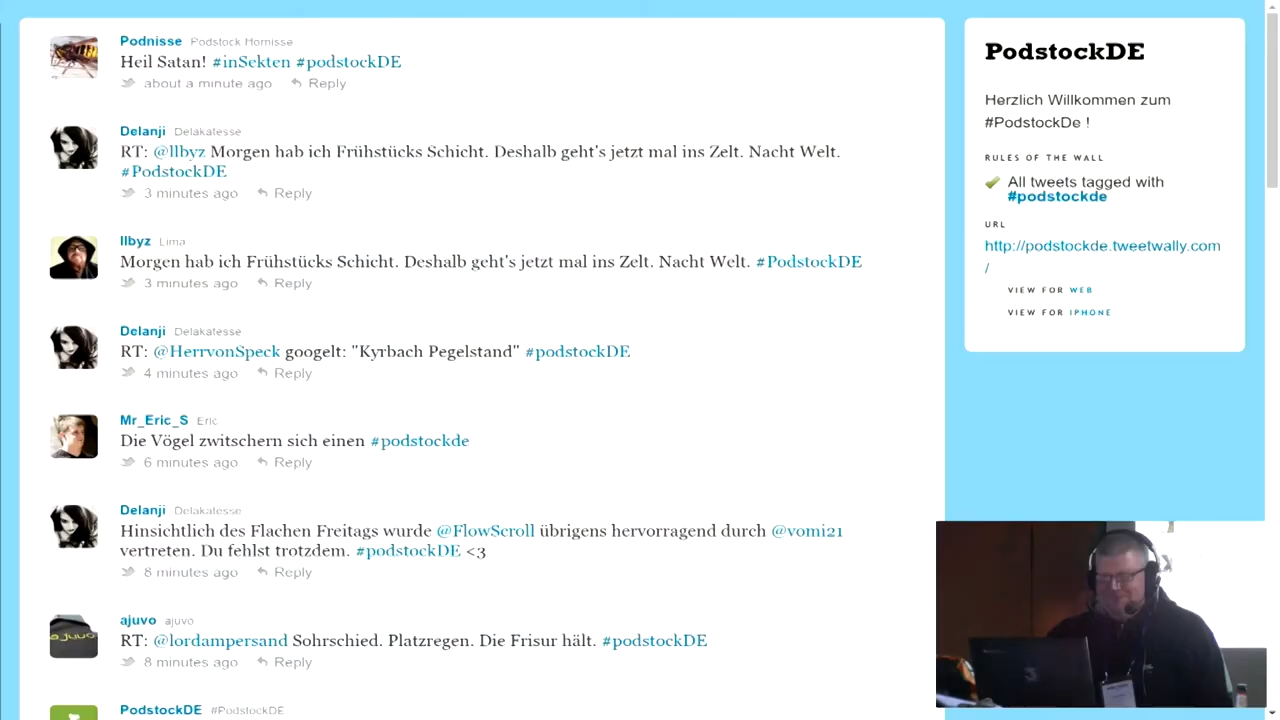 Podnisse Podstock Hornisse
Heil Satan! #inSekten #podstockDE
about a minute ago Reply
Delanji Delakatesse
RT: @llbyz Morgen hab ich Frühstücks Schicht. Deshalb geht's jetzt mal ins Zelt. Nacht Welt.
#PodstockDE
3 minutes ago Reply
llbyz Lima
Morgen hab ich Frühstücks Schicht. Deshalb geht's jetzt mal ins Zelt. Nacht Welt. #PodstockDE
3 minutes ago Reply
Delanji Delakatesse
RT: @HerrvonSpeck googelt: "Kyrbach Pegelstand" #podstockDE
4 minutes ago Reply
Mr_Eric_S Eric
Die Vögel zwitschern sich einen #podstockde
6 minutes ago Reply
Delanji Delakatesse
Hinsichtlich des Flachen Freitags wurde @FlowScroll übrigens hervorragend durch @vomi21
vertreten. Du fehlst trotzdem. #podstockDE <3
8 minutes ago Reply
ajuvo ajuvo
ajuvo
RT: @lordampersand Sohrschied. Platzregen. Die Frisur hält. #podstockDE
8 minutes ago Reply
PodstockDE #PodstockDE
PodstockDE
Herzlich Willkommen zum
#PodstockDe !
RULES OF THE WALL
All tweets tagged with
#podstockde
URL
http://podstockde.tweetwally.com
/
VIEW FOR WEB
VIEW FOR IPHONE